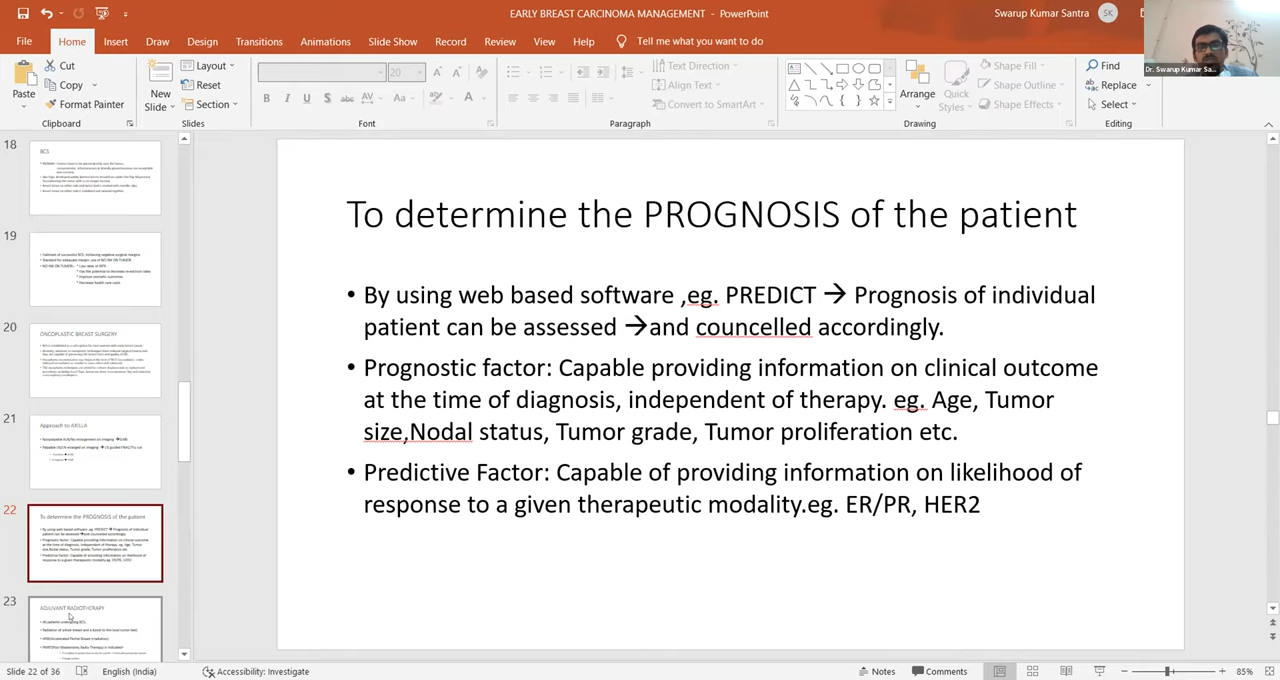 EARLY BREAST CARCINOMA MANAGEMENT - PowerPoint
Swarup Kumar Santra SK
Dr. Swarup Kumar Sa...
File Home Insert Draw Design Transitions Animations Slide Show Record Review View Help Tell me what you want to do
Paste
Cut
Copy
Format Painter
Clipboard
New Slide
Layout
Reset
Section
Slides
20
B I U S abc AV Aa A
Font
Text Direction
Align Text
Convert to SmartArt
Paragraph
Arrange
Quick Styles
Shape Fill
Shape Outline
Shape Effects
Drawing
Find
Replace
Select
Editing
18
BCS
19
20
ONCOPLASTIC BREAST SURGERY
21
Approach to AXILLA
22
To determine the PROGNOSIS of the patient
23
ADJUVANT RADIOTHERAPY
To determine the PROGNOSIS of the patient
• By using web based software ,eg. PREDICT → Prognosis of individual
patient can be assessed →and councelled accordingly.
• Prognostic factor: Capable providing information on clinical outcome
at the time of diagnosis, independent of therapy. eg. Age, Tumor
size,Nodal status, Tumor grade, Tumor proliferation etc.
• Predictive Factor: Capable of providing information on likelihood of
response to a given therapeutic modality.eg. ER/PR, HER2
Slide 22 of 36 English (India) Accessibility: Investigate Notes Comments 85%